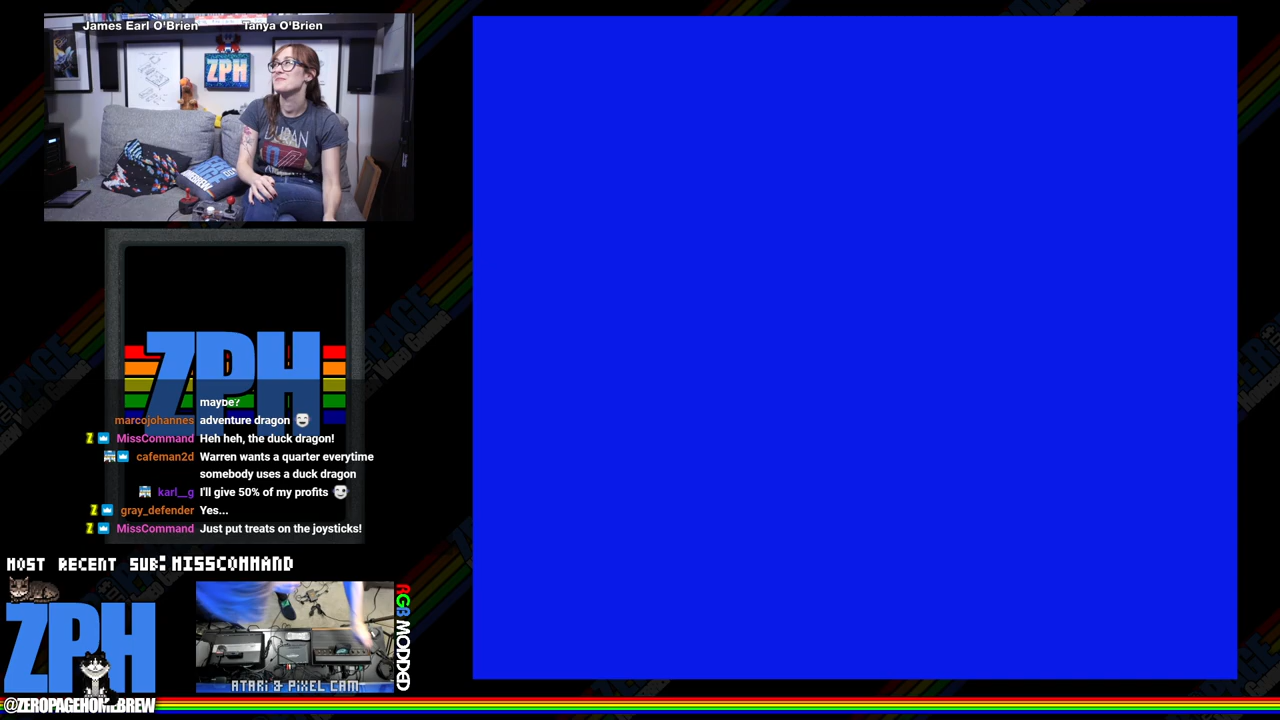 James Earl O'Brien
Tanya O'Brien
ZPH
DURAN
ZPH
maybe?
marcojohannes adventure dragon
MissCommand Heh heh, the duck dragon!
cafeman2d Warren wants a quarter everytime
somebody uses a duck dragon
karl__g I'll give 50% of my profits
gray_defender Yes...
MissCommand Just put treats on the joysticks!
MOST RECENT SUB: MISSCOMMAND
ZPH
@ZEROPAGEHOMEBREW
ATARI & PIXEL CAM
RGB MODDED